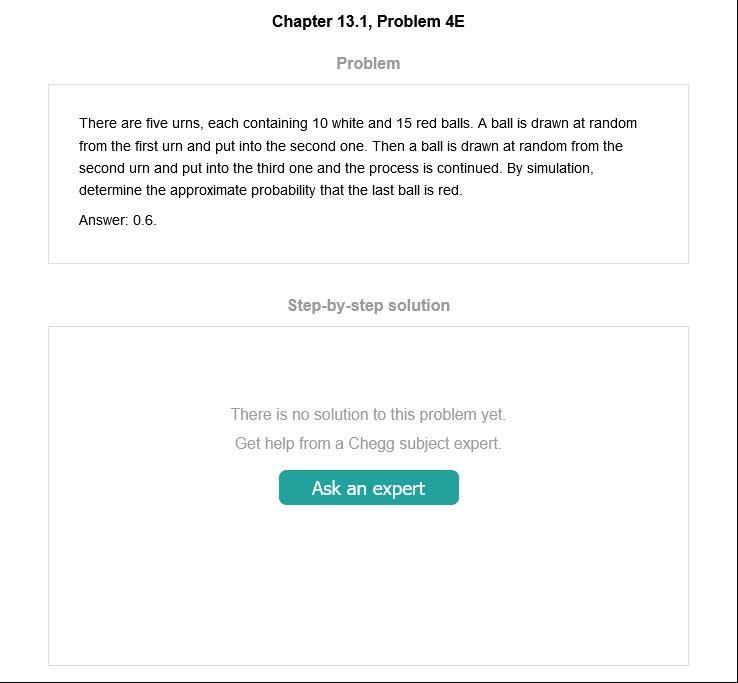 Chapter 13.1, Problem 4E
Problem
There are five urns, each containing 10 white and 15 red balls. A ball is drawn at random
from the first urn and put into the second one. Then a ball is drawn at random from the
second urn and put into the third one and the process is continued. By simulation,
determine the approximate probability that the last ball is red.
Answer: 0.6.
Step-by-step solution
There is no solution to this problem yet.
Get help from a Chegg subject expert.
Ask an expert